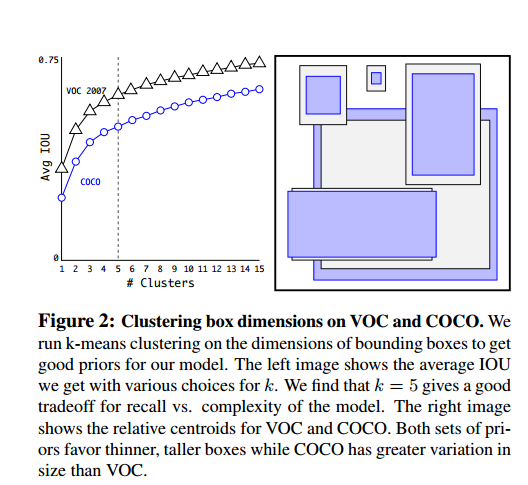 0.75
VOC 2007
Avg IOU
COCO
0
1 2 3 4 5 6 7 8 9 10 11 12 13 14 15
# Clusters
Figure 2: Clustering box dimensions on VOC and COCO. We
run k-means clustering on the dimensions of bounding boxes to get
good priors for our model. The left image shows the average IOU
we get with various choices for k. We find that k = 5 gives a good
tradeoff for recall vs. complexity of the model. The right image
shows the relative centroids for VOC and COCO. Both sets of pri-
ors favor thinner, taller boxes while COCO has greater variation in
size than VOC.